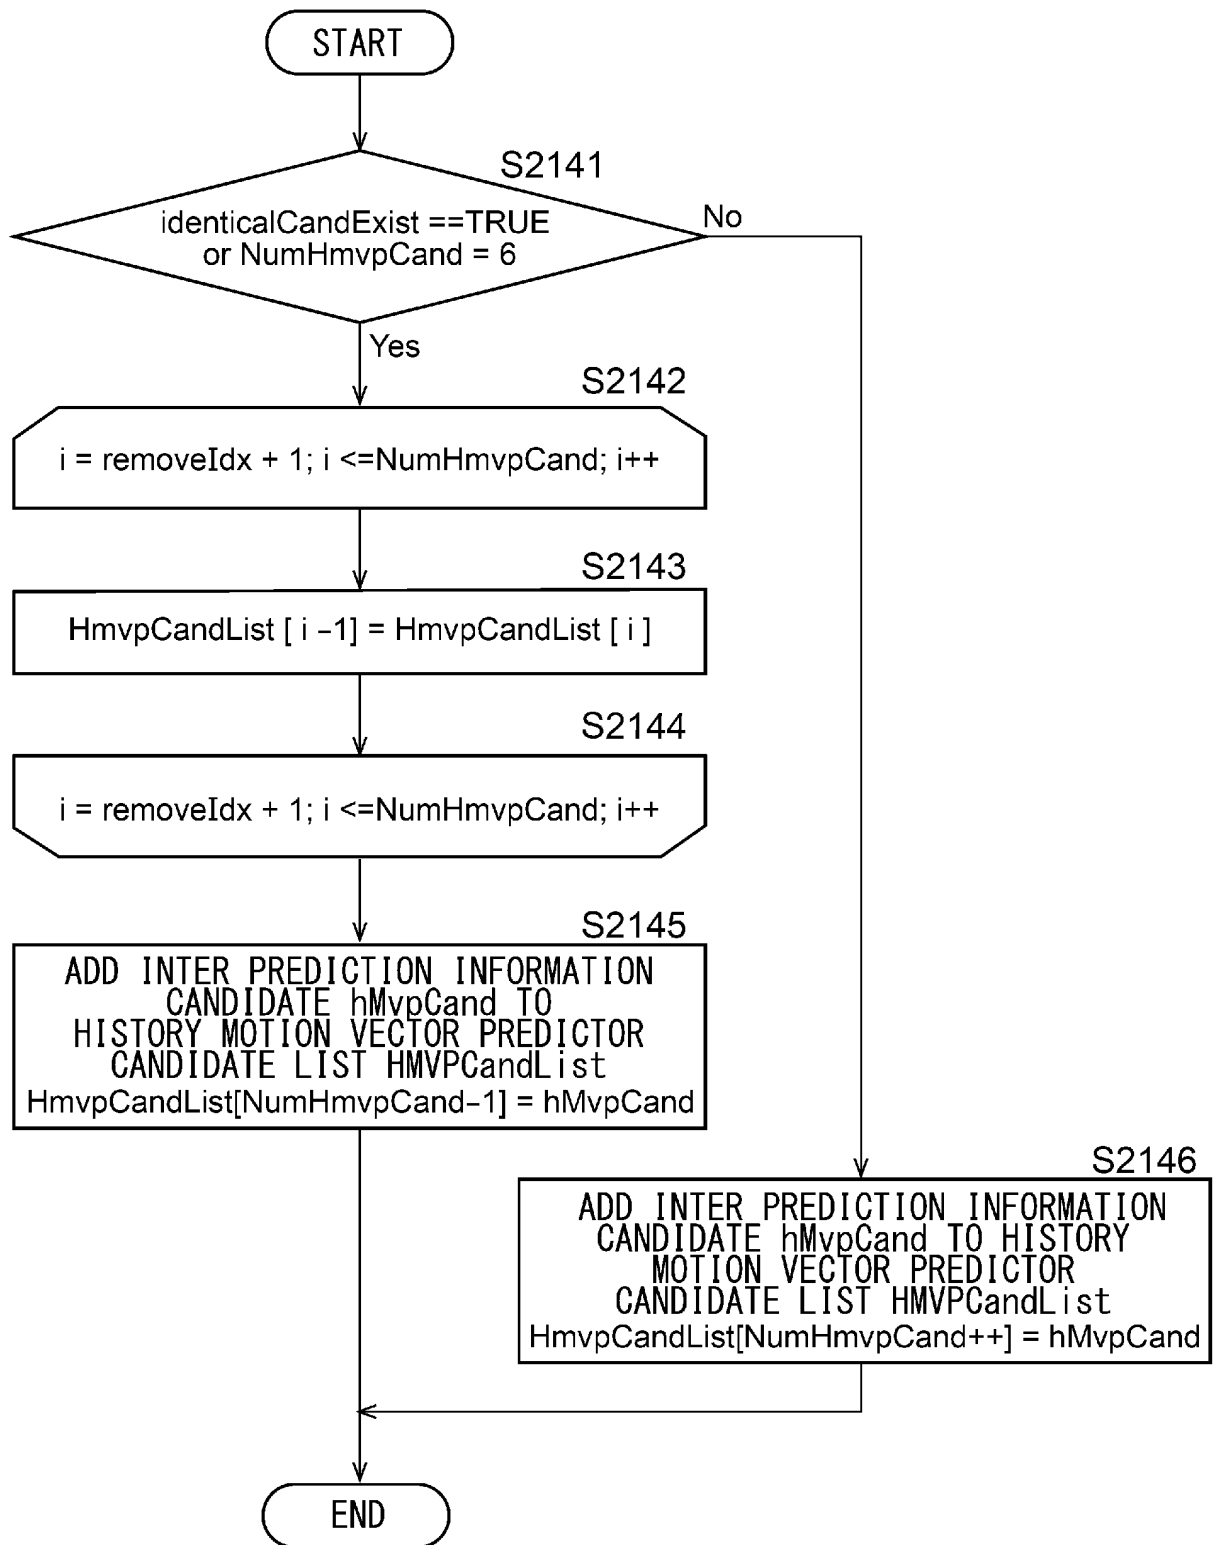 START
S2141
identicalCandExist ==TRUE
or NumHmvpCand = 6
No
Yes
S2142
i = removeIdx + 1; i <=NumHmvpCand; i++
S2143
HmvpCandList [ i -1] = HmvpCandList [ i ]
S2144
i = removeIdx + 1; i <=NumHmvpCand; i++
S2145
ADD INTER PREDICTION INFORMATION
CANDIDATE hMvpCand TO
HISTORY MOTION VECTOR PREDICTOR
CANDIDATE LIST HMVPCandList
HmvpCandList[NumHmvpCand-1] = hMvpCand
S2146
ADD INTER PREDICTION INFORMATION
CANDIDATE hMvpCand TO HISTORY
MOTION VECTOR PREDICTOR
CANDIDATE LIST HMVPCandList
HmvpCandList[NumHmvpCand++] = hMvpCand
END